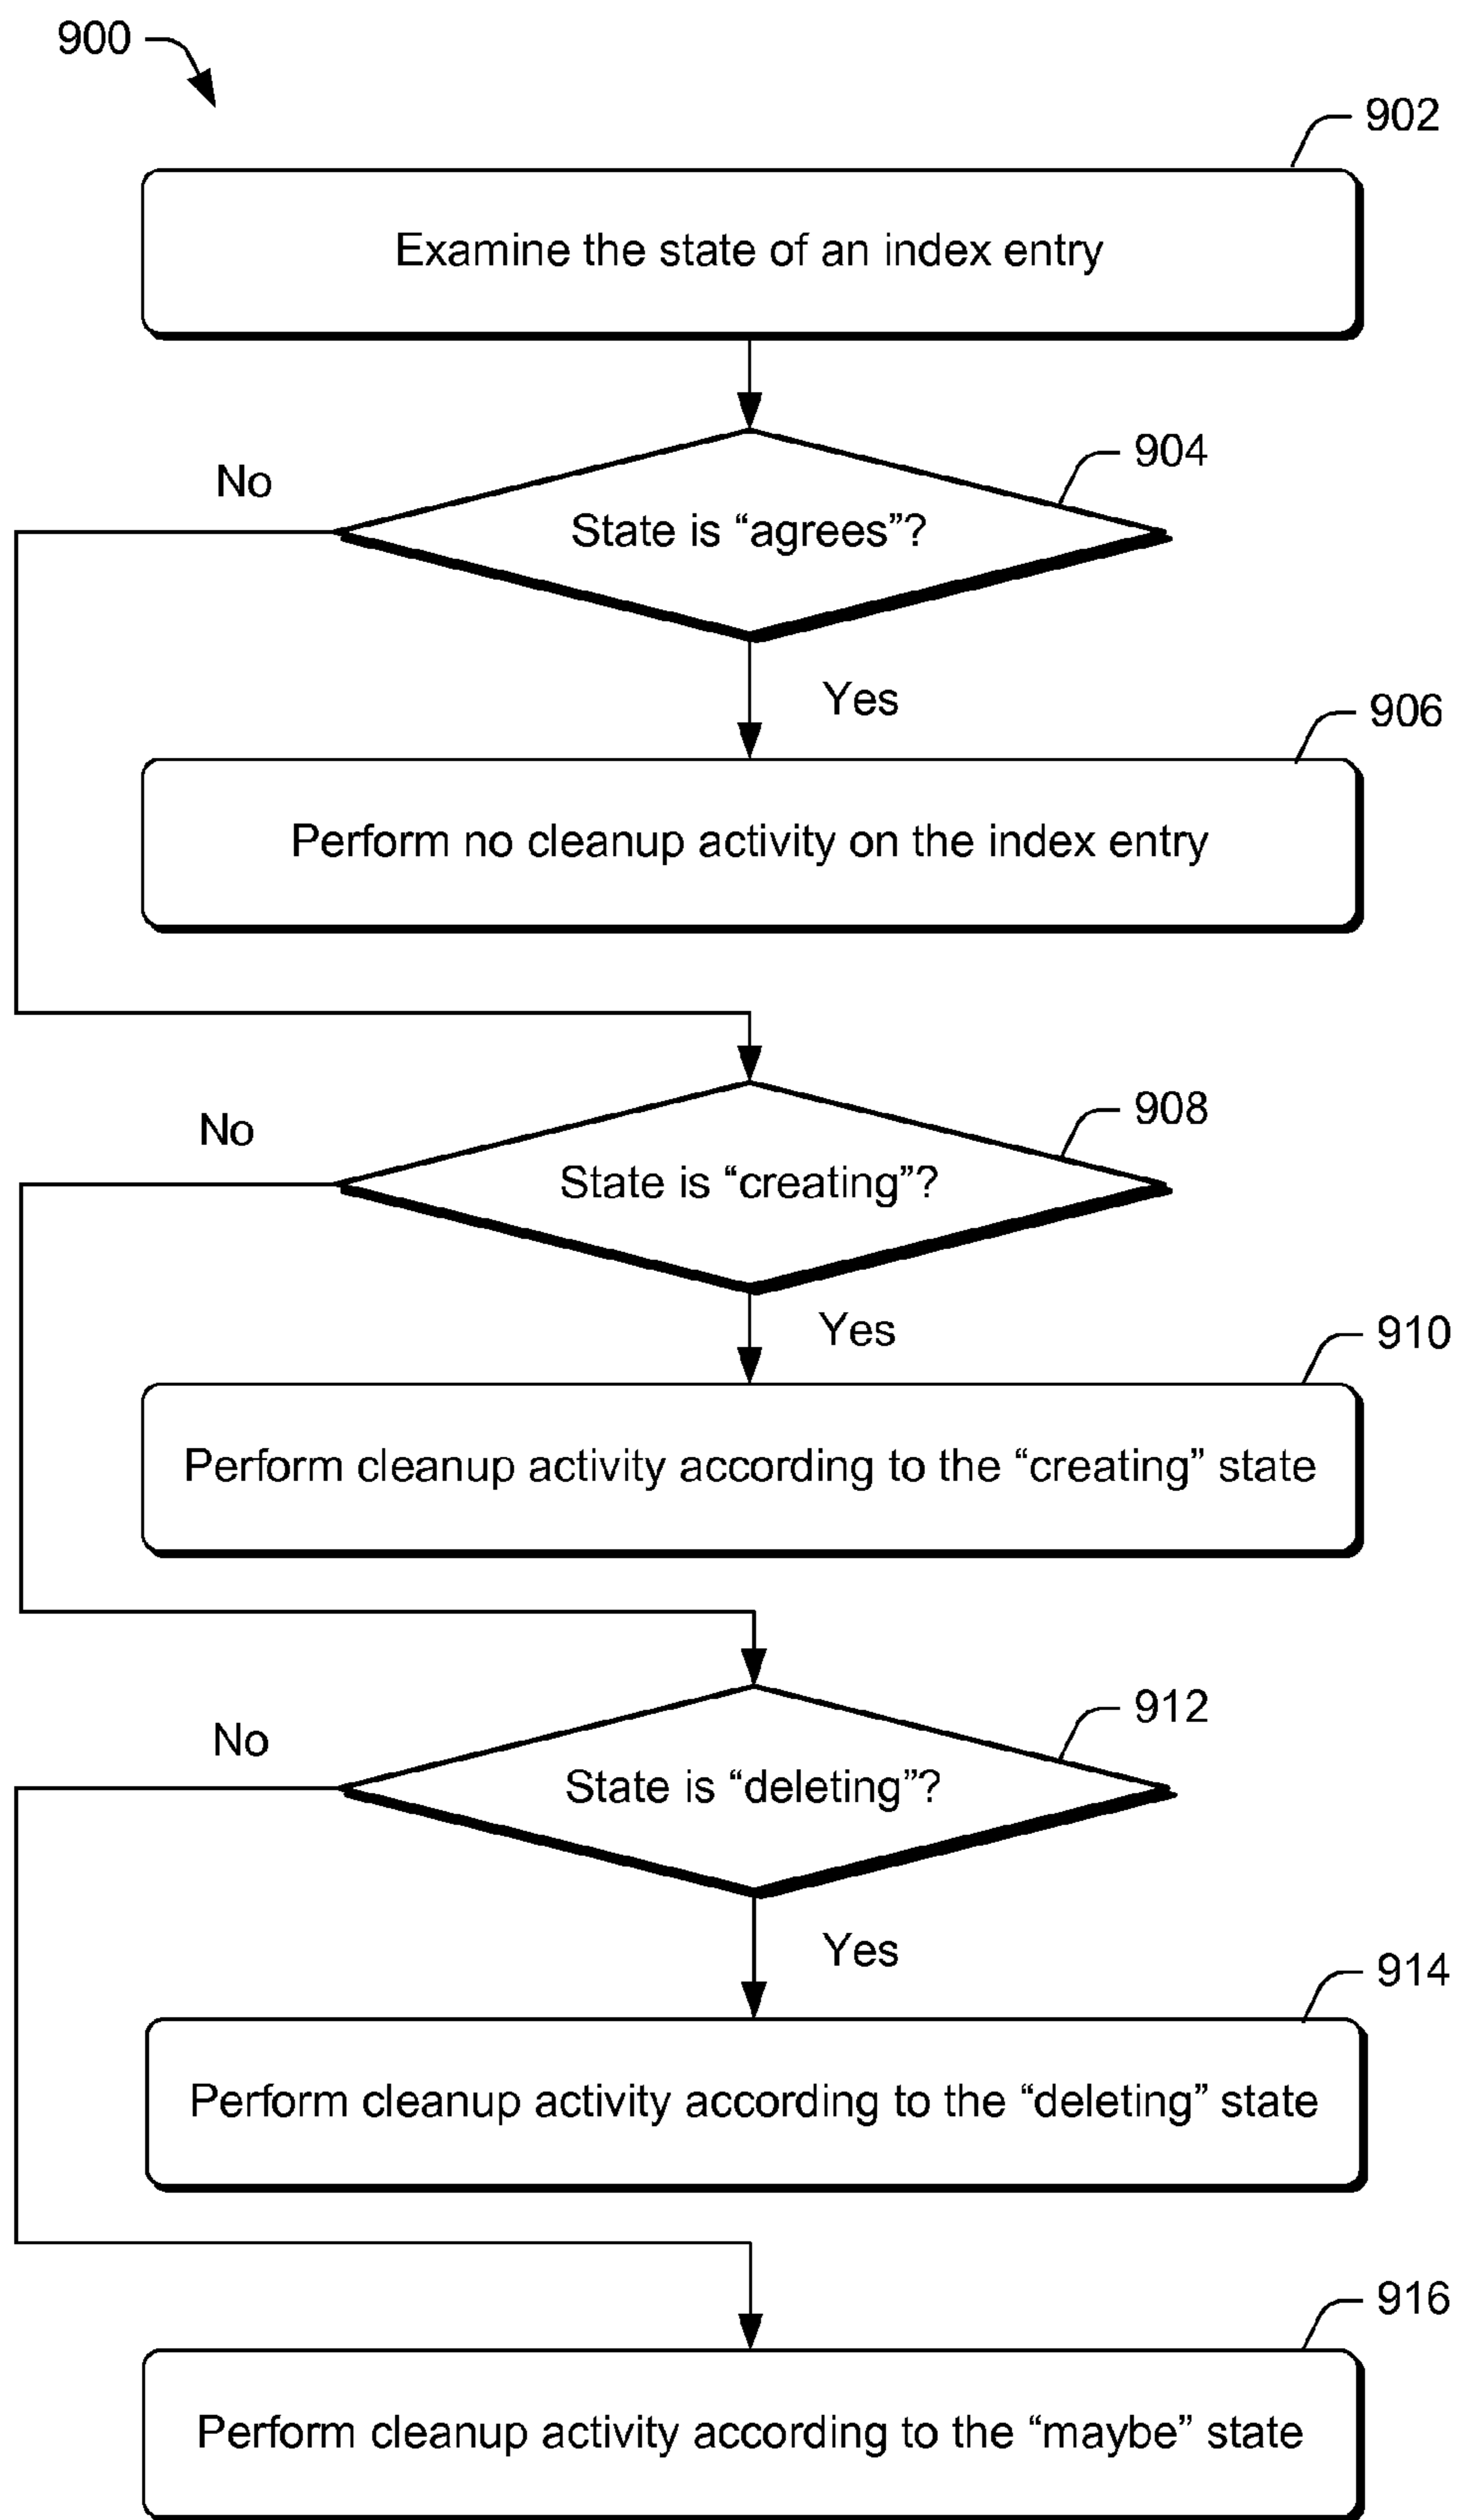 900
902
Examine the state of an index entry
904
No
State is “agrees”?
Yes
906
Perform no cleanup activity on the index entry
908
No
State is “creating”?
Yes
910
Perform cleanup activity according to the “creating” state
912
No
State is “deleting”?
Yes
914
Perform cleanup activity according to the “deleting” state
916
Perform cleanup activity according to the “maybe” state